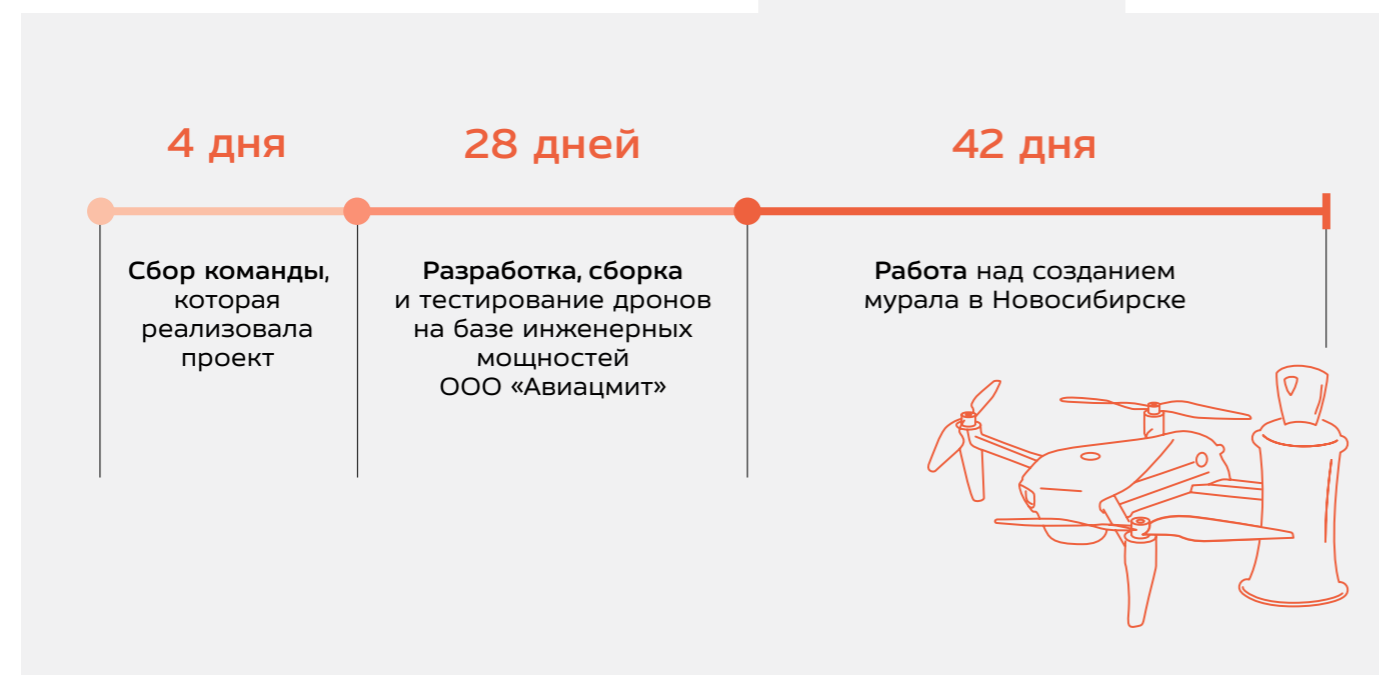 4 дня
28 дней
42 дня
Сбор команды,
которая
реализовала
проект
Разработка, сборка
и тестирование дронов
на базе инженерных
мощностей
ООО «Авиацмит»
Работа над созданием
мурала в Новосибирске